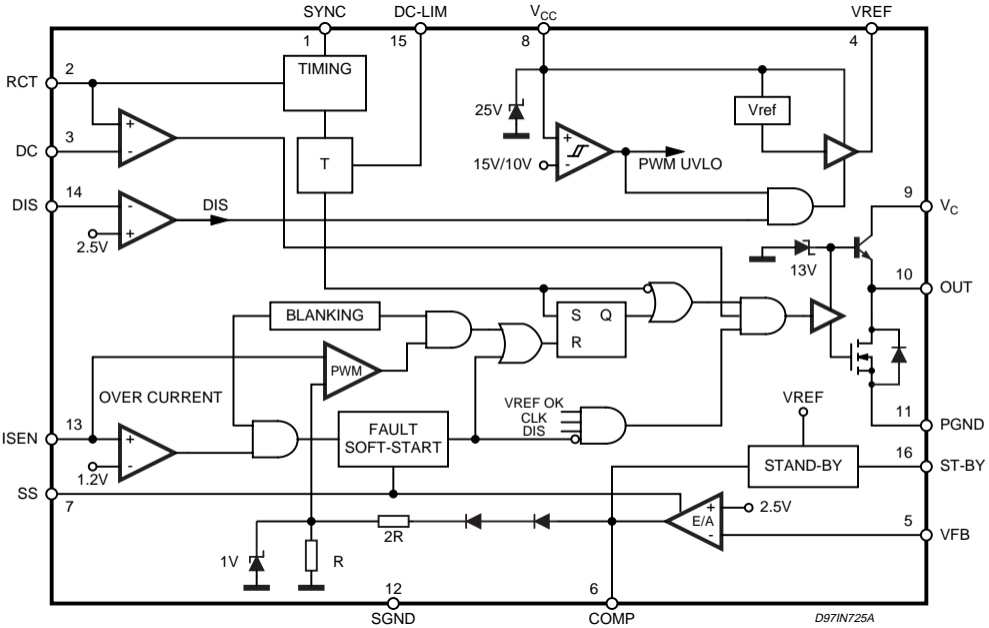 SYNC
DC-LIM
VCC
VREF
1
15
8
4
RCT
2
TIMING
25V
Vref
DC
3
+
-
T
15V/10V
+
-
PWM UVLO
DIS
14
-
+
2.5V
DIS
9
VC
13V
10
OUT
BLANKING
S
Q
R
PWM
OVER CURRENT
VREF OK
CLK
DIS
VREF
11
PGND
ISEN
13
+
-
1.2V
FAULT
SOFT-START
STAND-BY
16
ST-BY
SS
7
E/A
+
-
2.5V
5
VFB
1V
R
2R
12
SGND
6
COMP
D97IN725A